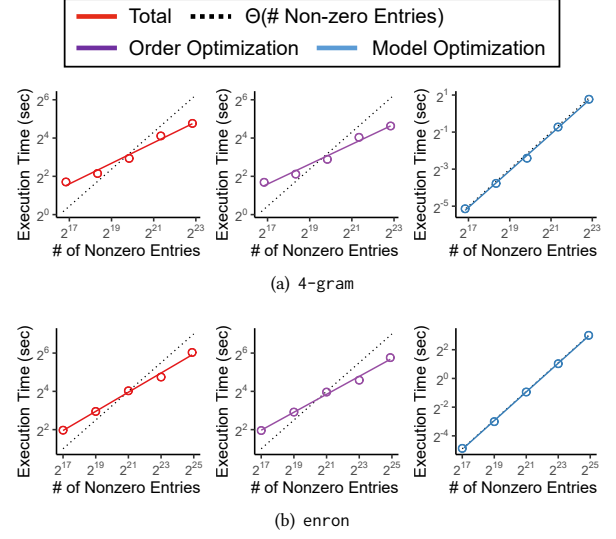 Total Θ(# Non-zero Entries)
Order Optimization Model Optimization
Execution Time (sec)
2^6
2^4
2^2
2^0
2^17 2^19 2^21 2^23
# of Nonzero Entries
Execution Time (sec)
2^6
2^4
2^2
2^0
2^17 2^19 2^21 2^23
# of Nonzero Entries
Execution Time (sec)
2^1
2^-1
2^-3
2^-5
2^17 2^19 2^21 2^23
# of Nonzero Entries
(a) 4-gram
Execution Time (sec)
2^6
2^4
2^2
2^17 2^19 2^21 2^23 2^25
# of Nonzero Entries
Execution Time (sec)
2^6
2^4
2^2
2^17 2^19 2^21 2^23 2^25
# of Nonzero Entries
Execution Time (sec)
2^2
2^0
2^-2
2^-4
2^17 2^19 2^21 2^23 2^25
# of Nonzero Entries
(b) enron